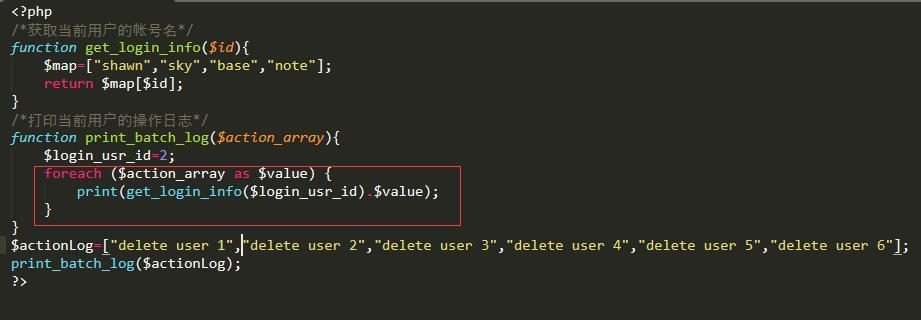 <?php
/*获取当前用户的帐号名*/
function get_login_info($id){
    $map=["shawn","sky","base","note"];
    return $map[$id];
}
/*打印当前用户的操作日志*/
function print_batch_log($action_array){
    $login_usr_id=2;
    foreach ($action_array as $value) {
        print(get_login_info($login_usr_id).$value);
    }
}
$actionLog=["delete user 1","delete user 2","delete user 3","delete user 4","delete user 5","delete user 6"];
print_batch_log($actionLog);
?>